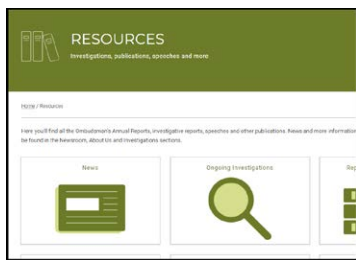 RESOURCES
Investigations, publications, speeches and more
Home / Resources
Here you'll find all the Ombudsman's Annual Reports, investigative reports, speeches and other publications. News and more information
be found in the Newsroom, About Us and Investigations sections.
News
Ongoing Investigations
Rep